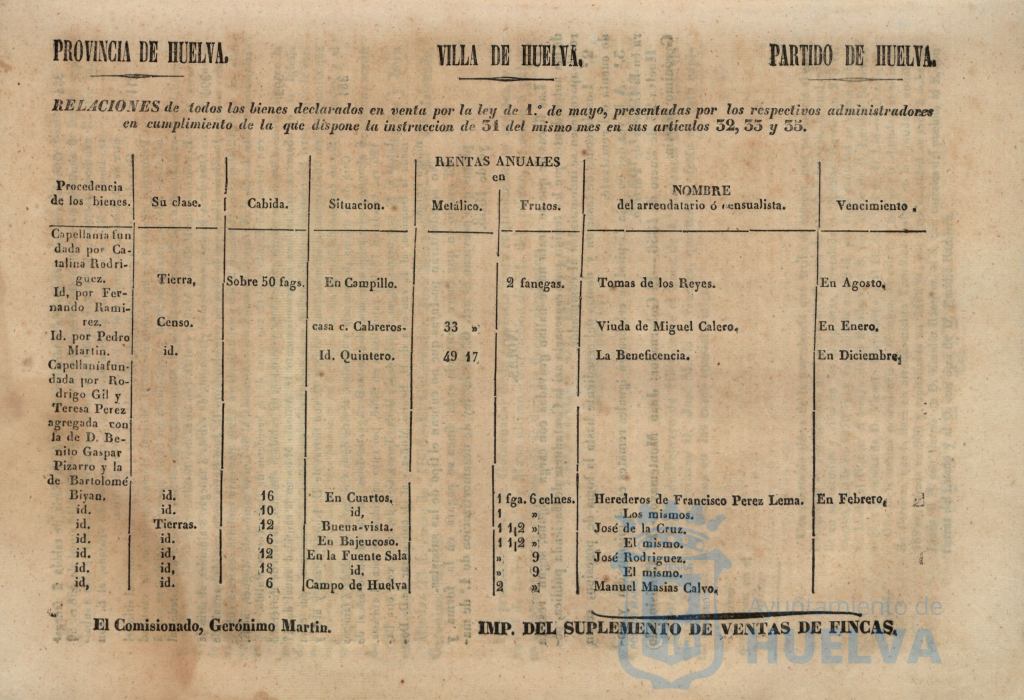 PROVINCIA DE HUELVA. VILLA DE HUELVA. PARTIDO DE HUELVA.
RELACIONES de todos los bienes declarados en venta por la ley de 1.º de mayo, presentadas por los respectivos administradores
en cumplimiento de la que dispone la instruccion de 31 del mismo mes en sus articulos 32, 33 y 35.
RENTAS ANUALES
en
Procedencia NOMBRE
de los bienes. Su clase. Cabida. Situacion. Metálico. Frutos. del arrendatario ó censualista. Vencimiento.
Capellanía fun
dada por Ca-
talina Rodri-
guez. Tierra, Sobre 50 fags. En Campillo. 2 fanegas. Tomas de los Reyes. En Agosto,
Id, por Fer-
nando Rami-
rez. Censo. casa c. Cabreros. 33 » Viuda de Miguel Calero. En Enero.
Id. por Pedro
Martin. id. Id. Quintero. 49 17 La Beneficencia. En Diciembre,
Capellaníafun-
dada por Ro-
drigo Gil y
Teresa Perez
agregada con
la de D. Be-
nito Gaspar
Pizarro y la
de Bartolomé
Biyan. id. 16 En Cuartos, 1 fga. 6 celnes. Herederos de Francisco Perez Lema. En Febrero,
id. id. 10 id, 1 » Los mismos.
id. Tierras. 12 Buena-vista. 1 1¡2 » José de la Cruz.
id. id. 6 En Bajeucoso. 1 1¡2 » El mismo.
id. id, 12 En la Fuente Sala » 9 José Rodriguez.
id. id. 18 id. » 9 El mismo.
id, id. 6 Campo de Huelva 2 » Manuel Masias Calvo,
El Comisionado, Gerónimo Martin. IMP. DEL SUPLEMENTO DE VENTAS DE FINCAS.
Ayuntamiento de
HUELVA